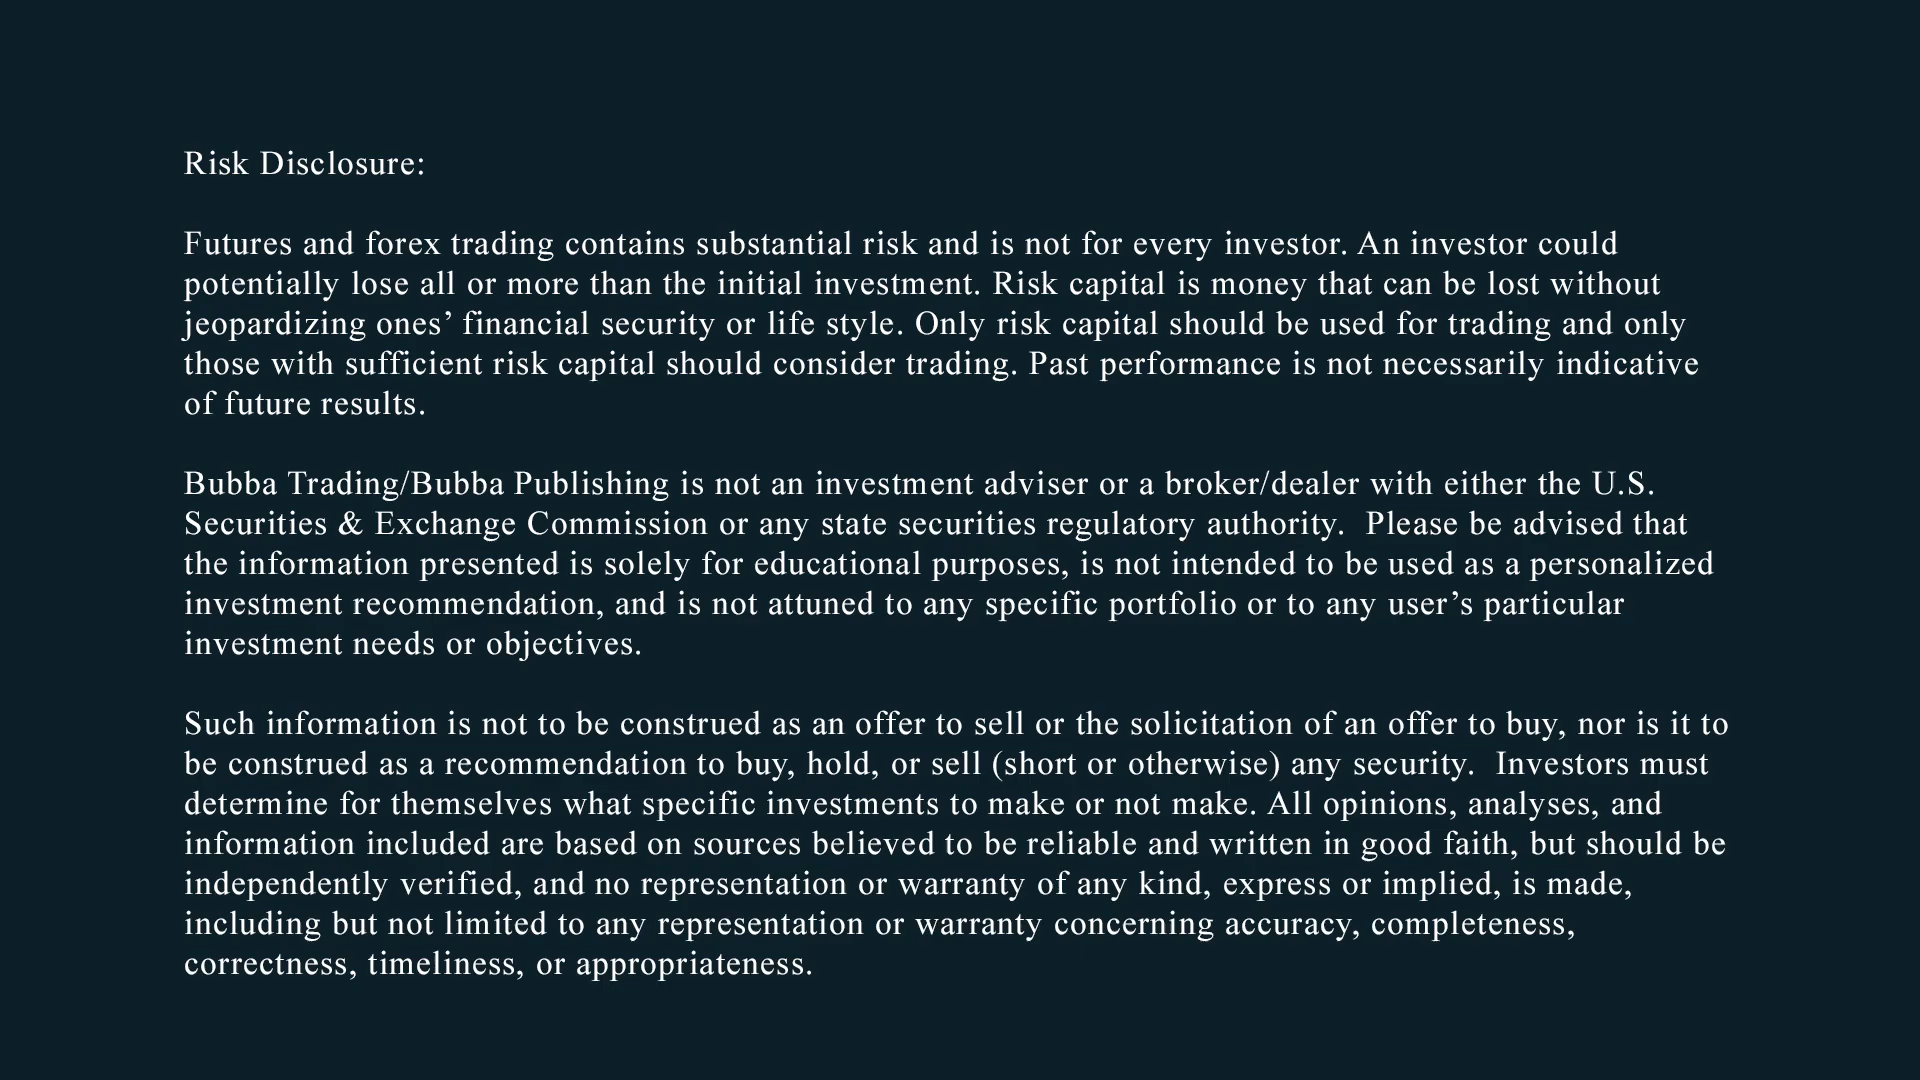 Risk Disclosure:
Futures and forex trading contains substantial risk and is not for every investor. An investor could
potentially lose all or more than the initial investment. Risk capital is money that can be lost without
jeopardizing ones’ financial security or life style. Only risk capital should be used for trading and only
those with sufficient risk capital should consider trading. Past performance is not necessarily indicative
of future results.
Bubba Trading/Bubba Publishing is not an investment adviser or a broker/dealer with either the U.S.
Securities & Exchange Commission or any state securities regulatory authority.  Please be advised that
the information presented is solely for educational purposes, is not intended to be used as a personalized
investment recommendation, and is not attuned to any specific portfolio or to any user’s particular
investment needs or objectives.
Such information is not to be construed as an offer to sell or the solicitation of an offer to buy, nor is it to
be construed as a recommendation to buy, hold, or sell (short or otherwise) any security.  Investors must
determine for themselves what specific investments to make or not make. All opinions, analyses, and
information included are based on sources believed to be reliable and written in good faith, but should be
independently verified, and no representation or warranty of any kind, express or implied, is made,
including but not limited to any representation or warranty concerning accuracy, completeness,
correctness, timeliness, or appropriateness.